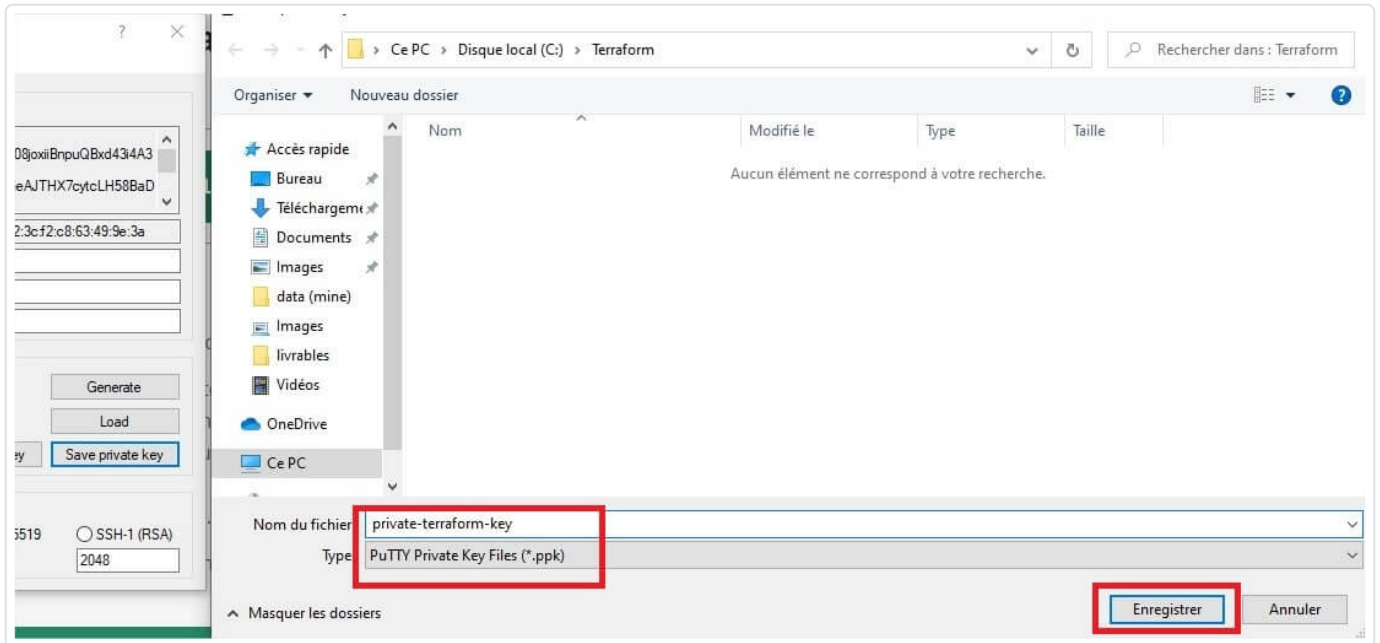 ?
Ce PC > Disque local (C:) > Terraform
Rechercher dans : Terraform
Organiser
Nouveau dossier
Nom
Modifié le
Type
Taille
Aucun élément ne correspond à votre recherche.
Accès rapide
Bureau
Téléchargeme
Documents
Images
data (mine)
Images
livrables
Vidéos
OneDrive
Ce PC
08joxiiBnpuQBxd43i4A3
eAJTHX7cytcLH58BaD
2:3c:f2:c8:63:49:9e:3a
Generate
Load
ey
Save private key
5519
SSH-1 (RSA)
2048
Nom du fichier
private-terraform-key
Type
PuTTY Private Key Files (*.ppk)
Masquer les dossiers
Enregistrer
Annuler